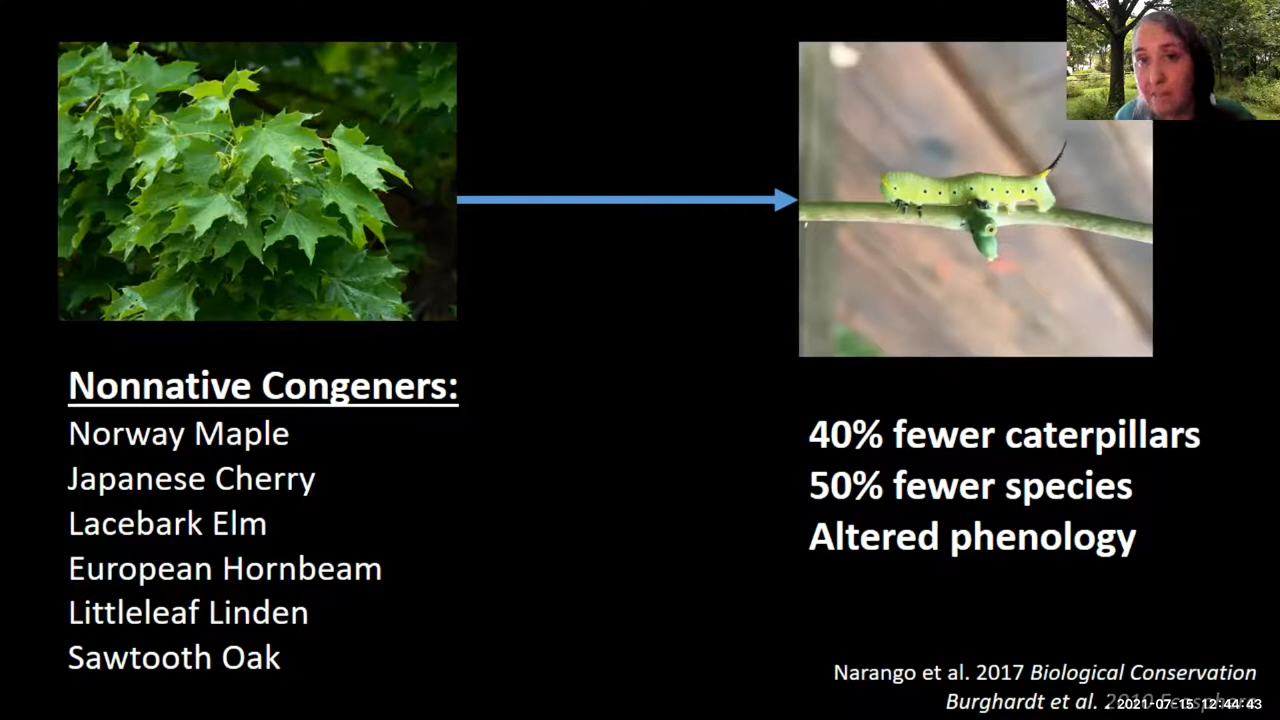 Nonnative Congeners:
Norway Maple
Japanese Cherry
Lacebark Elm
European Hornbeam
Littleleaf Linden
Sawtooth Oak
40% fewer caterpillars
50% fewer species
Altered phenology
Narango et al. 2017 Biological Conservation
Burghardt et al.
2021-07-15 12:44:43